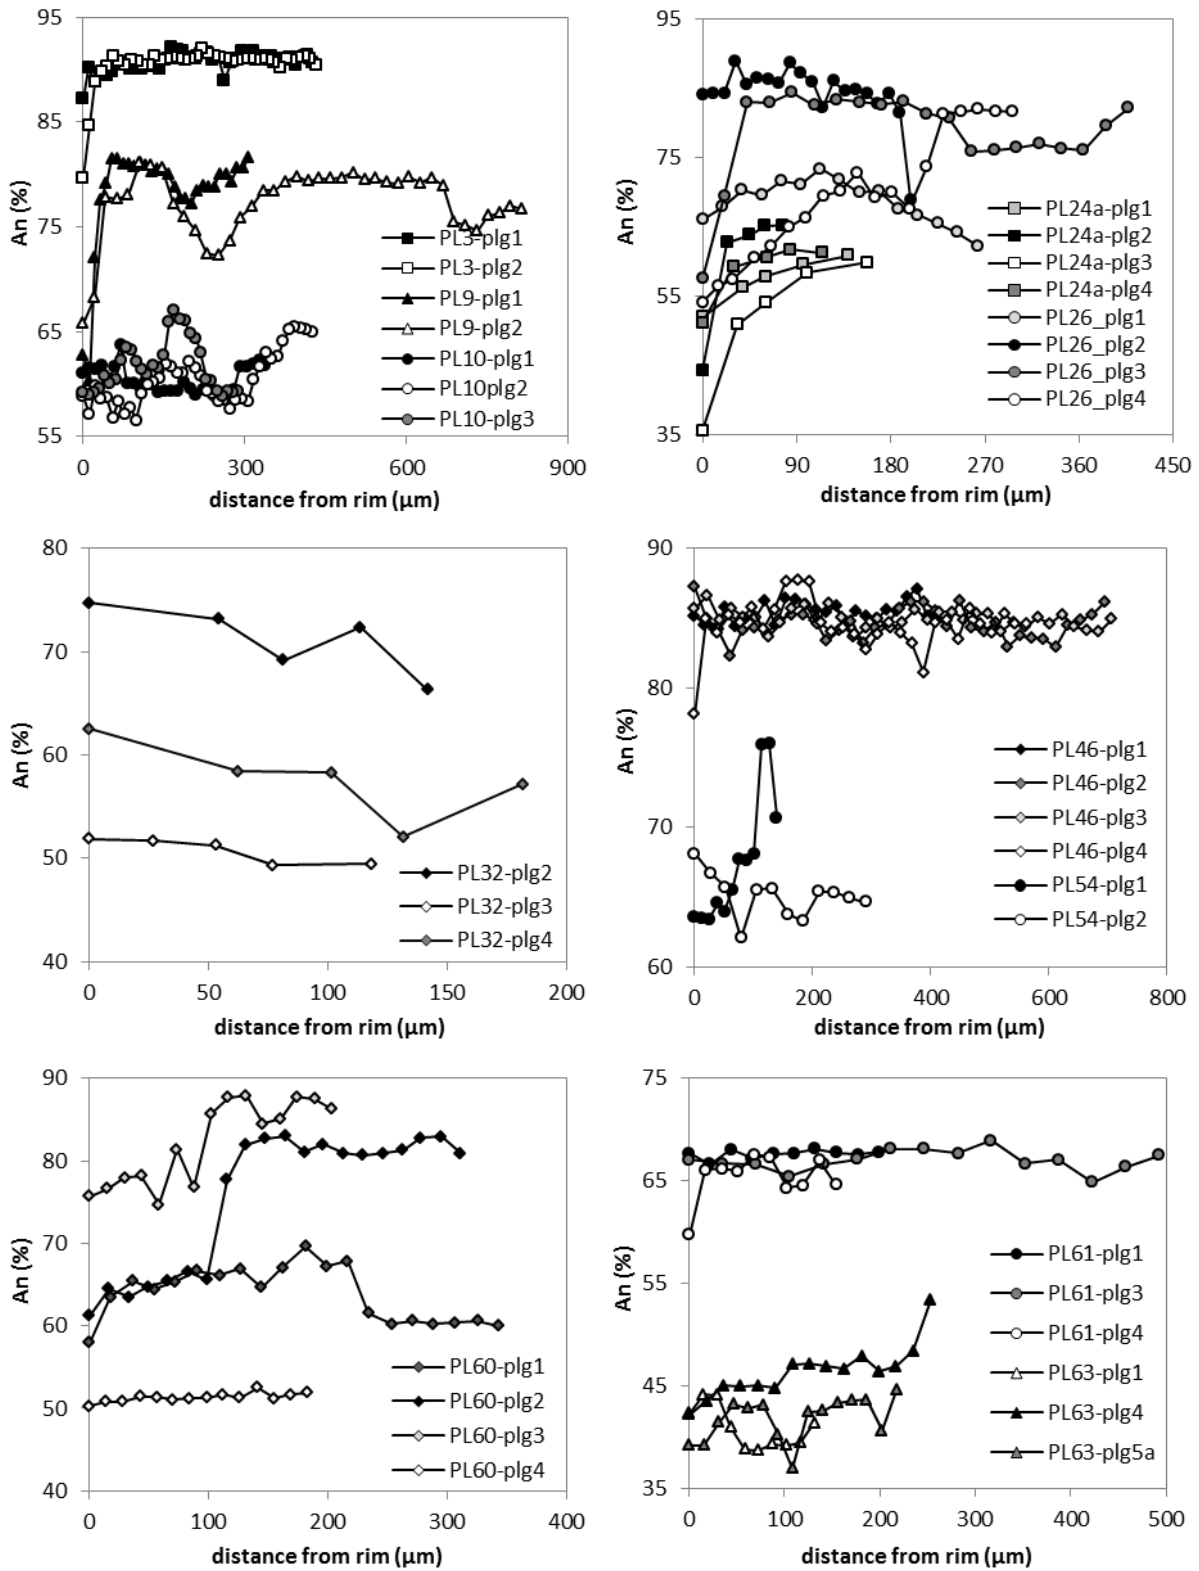 95
85
75
65
55
An (%)
PL3-plg1
PL3-plg2
PL9-plg1
PL9-plg2
PL10-plg1
PL10plg2
PL10-plg3
0 300 600 900
distance from rim (µm)
95
75
55
35
An (%)
PL24a-plg1
PL24a-plg2
PL24a-plg3
PL24a-plg4
PL26_plg1
PL26_plg2
PL26_plg3
PL26_plg4
0 90 180 270 360 450
distance from rim (µm)
80
70
60
50
40
An (%)
PL32-plg2
PL32-plg3
PL32-plg4
0 50 100 150 200
distance from rim (µm)
90
80
70
60
An (%)
PL46-plg1
PL46-plg2
PL46-plg3
PL46-plg4
PL54-plg1
PL54-plg2
0 200 400 600 800
distance from rim (µm)
90
80
70
60
50
40
An (%)
PL60-plg1
PL60-plg2
PL60-plg3
PL60-plg4
0 100 200 300 400
distance from rim (µm)
75
65
55
45
35
An (%)
PL61-plg1
PL61-plg3
PL61-plg4
PL63-plg1
PL63-plg4
PL63-plg5a
0 100 200 300 400 500
distance from rim (µm)